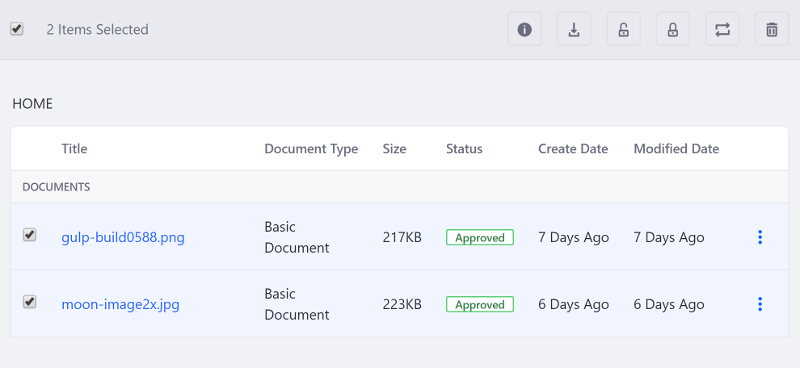 2 Items Selected
HOME
Title Document Type Size Status Create Date Modified Date
DOCUMENTS
gulp-build0588.png Basic Document 217KB Approved 7 Days Ago 7 Days Ago
moon-image2x.jpg Basic Document 223KB Approved 6 Days Ago 6 Days Ago